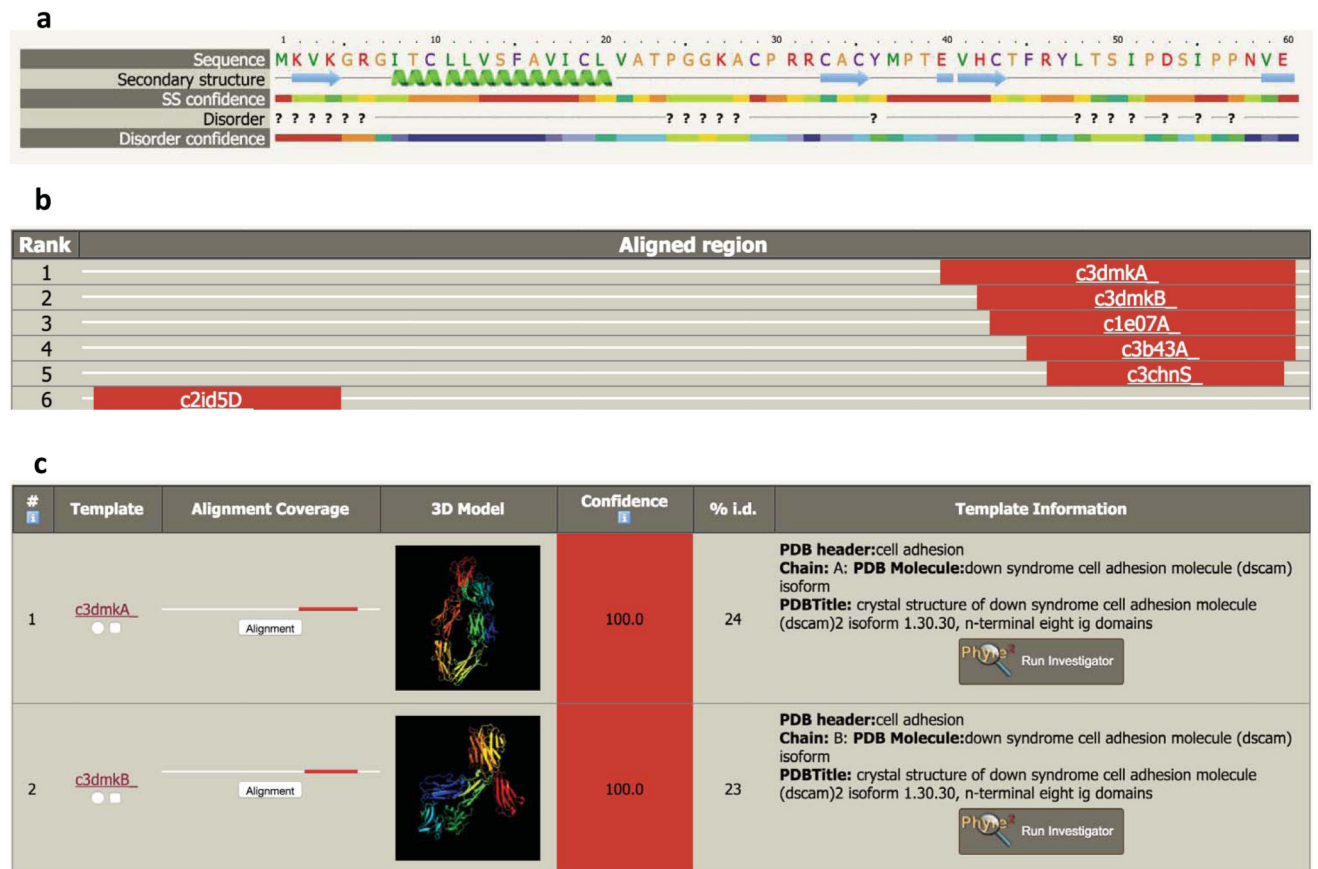 a
1 . . 10 . . 20 . . 30 . . 40 . . 50 . . 60
Sequence MKVKGRGITCLLVSFAVICLVATPGGKACPRRCACYMPTEVHCTFRYLTSIPDSIPPNVE
Secondary structure
SS confidence
Disorder ? ? ? ? ? ? ? ? ? ? ? ? ? ? ? ? ? ? ?
Disorder confidence
b
Rank Aligned region
1 c3dmkA_
2 c3dmkB_
3 c1e07A_
4 c3b43A_
5 c3chnS_
6 c2id5D_
c
# i Template Alignment Coverage 3D Model Confidence i % i.d. Template Information
1 c3dmkA_ Alignment 100.0 24
PDB header:cell adhesion
Chain: A: PDB Molecule:down syndrome cell adhesion molecule (dscam)
isoform
PDBTitle: crystal structure of down syndrome cell adhesion molecule
(dscam)2 isoform 1.30.30, n-terminal eight ig domains
Phyre2 Run Investigator
2 c3dmkB_ Alignment 100.0 23
PDB header:cell adhesion
Chain: B: PDB Molecule:down syndrome cell adhesion molecule (dscam)
isoform
PDBTitle: crystal structure of down syndrome cell adhesion molecule
(dscam)2 isoform 1.30.30, n-terminal eight ig domains
Phyre2 Run Investigator